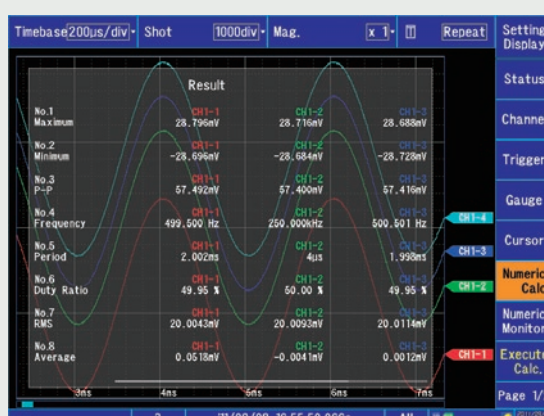 Timebase 200μs/div Shot 1000div Mag. x 1 Repeat
Setting
Display
Status
Channel
Trigger
Gauge
Cursor
Numeric
Calc
Numeric
Monitor
Execute
Calc.
Page 1/
Result
No.1 CH1-1 CH1-2 CH1-3
Maximum 28.796mV 28.716mV 28.688mV
No.2 CH1-1 CH1-2 CH1-3
Minimum -28.696mV -28.684mV -28.728mV
No.3 CH1-1 CH1-2 CH1-3
P-P 57.492mV 57.400mV 57.416mV
No.4 CH1-1 CH1-2 CH1-3
Frequency 499.500 Hz 250.000kHz 500.501 Hz
No.5 CH1-1 CH1-2 CH1-3
Period 2.002ms 4μs 1.998ms
No.6 CH1-1 CH1-2 CH1-3
Duty Ratio 49.95 % 50.00 % 49.95 %
No.7 CH1-1 CH1-2 CH1-3
RMS 20.0043mV 20.0093mV 20.0114mV
No.8 CH1-1 CH1-2 CH1-3
Average 0.0518mV -0.0041mV 0.0012mV
CH1-4
CH1-3
CH1-2
CH1-1
3ms 4ms 5ms 6ms 7ms